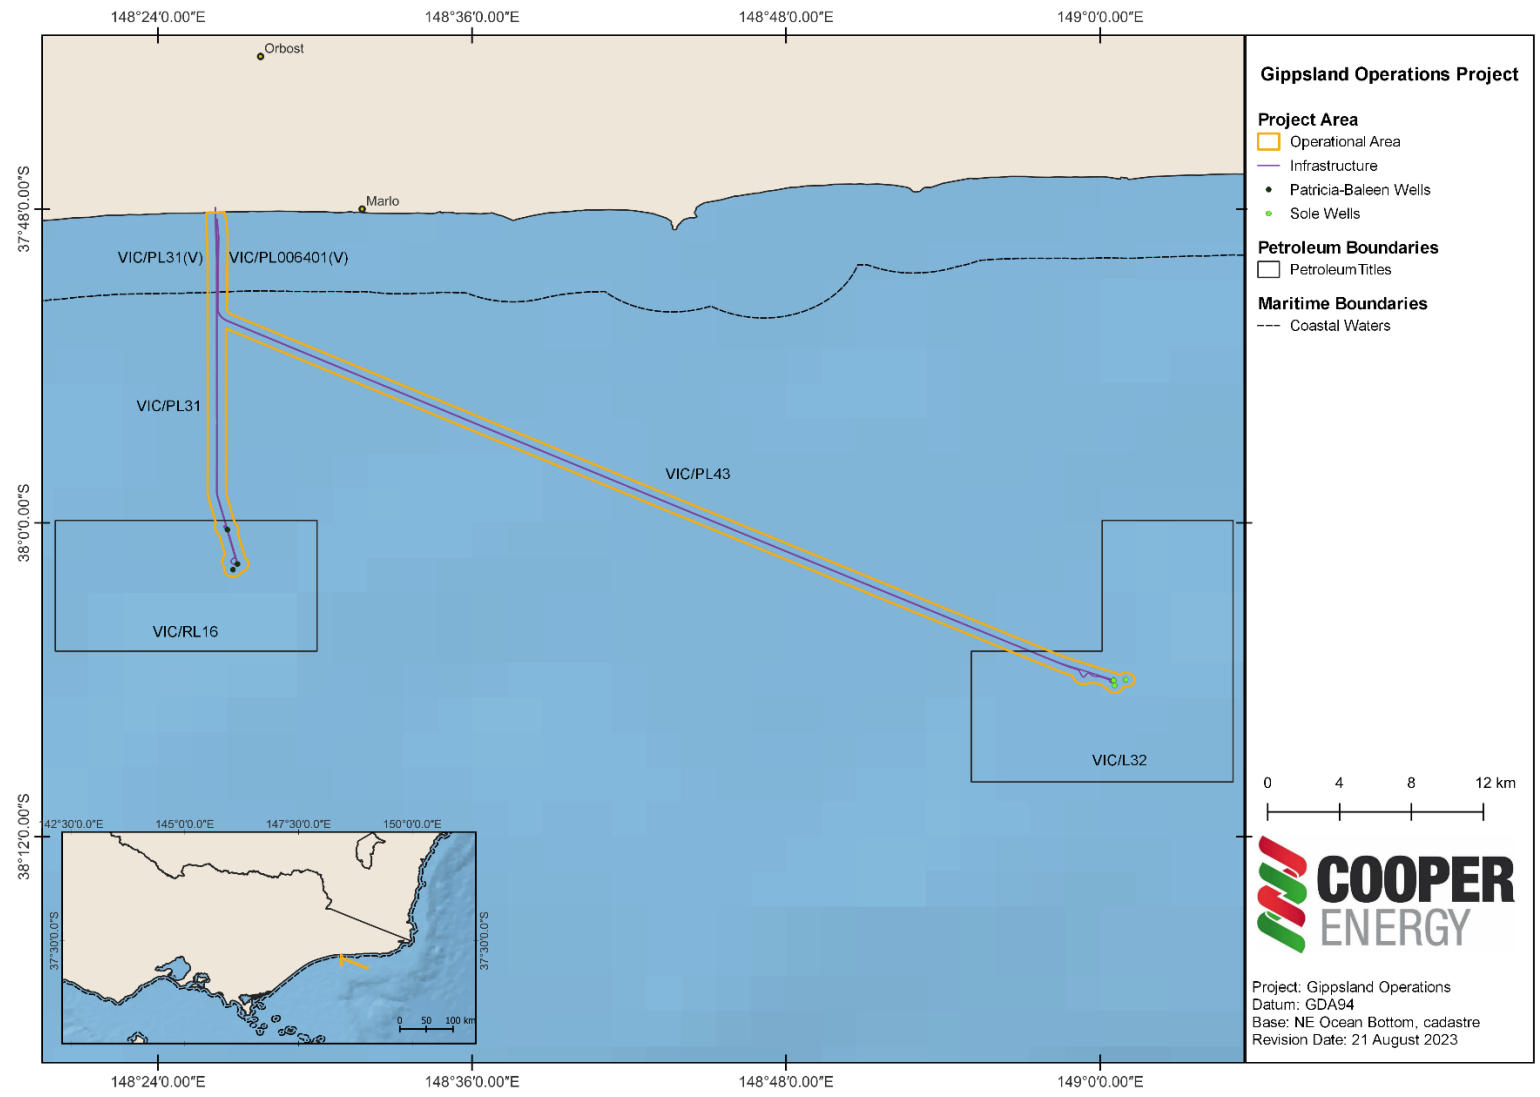 148°24'0.00"E 148°36'0.00"E 148°48'0.00"E 149°0'0.00"E
Orbost
Marlo
37°48'0.00"S
VIC/PL31(V) VIC/PL006401(V)
VIC/PL31
VIC/PL43
38°0'0.00"S
VIC/RL16
VIC/L32
38°12'0.00"S
42°30'0.0"E 145°0'0.0"E 147°30'0.0"E 150°0'0.0"E
37°30'0.0"S 37°30'0.0"S
0 50 100 km
148°24'0.00"E 148°36'0.00"E 148°48'0.00"E 149°0'0.00"E
Gippsland Operations Project
Project Area
Operational Area
Infrastructure
Patricia-Baleen Wells
Sole Wells
Petroleum Boundaries
Petroleum Titles
Maritime Boundaries
Coastal Waters
0 4 8 12 km
COOPER
ENERGY
Project: Gippsland Operations
Datum: GDA94
Base: NE Ocean Bottom, cadastre
Revision Date: 21 August 2023